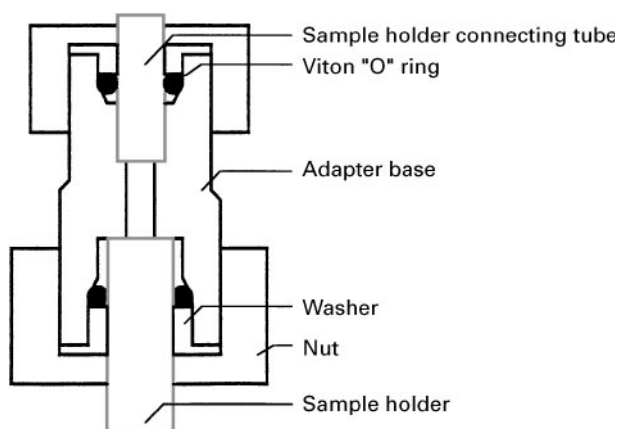 Sample holder connecting tube
Viton "O" ring
Adapter base
Washer
Nut
Sample holder